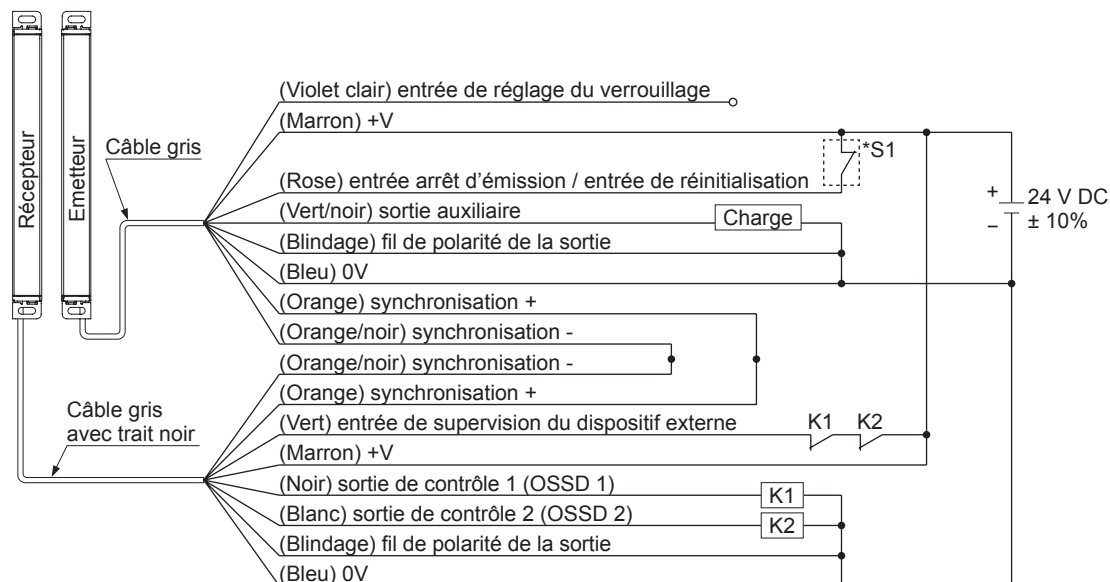 Récepteur
Emetteur
Câble gris
(Violet clair) entrée de réglage du verrouillage
(Marron) +V
*S1
(Rose) entrée arrêt d'émission / entrée de réinitialisation
(Vert/noir) sortie auxiliaire
Charge
(Blindage) fil de polarité de la sortie
(Bleu) 0V
+
24 V DC
–
± 10%
(Orange) synchronisation +
(Orange/noir) synchronisation -
(Orange/noir) synchronisation -
(Orange) synchronisation +
Câble gris
avec trait noir
(Vert) entrée de supervision du dispositif externe
K1 K2
(Marron) +V
(Noir) sortie de contrôle 1 (OSSD 1)
K1
(Blanc) sortie de contrôle 2 (OSSD 2)
K2
(Blindage) fil de polarité de la sortie
(Bleu) 0V